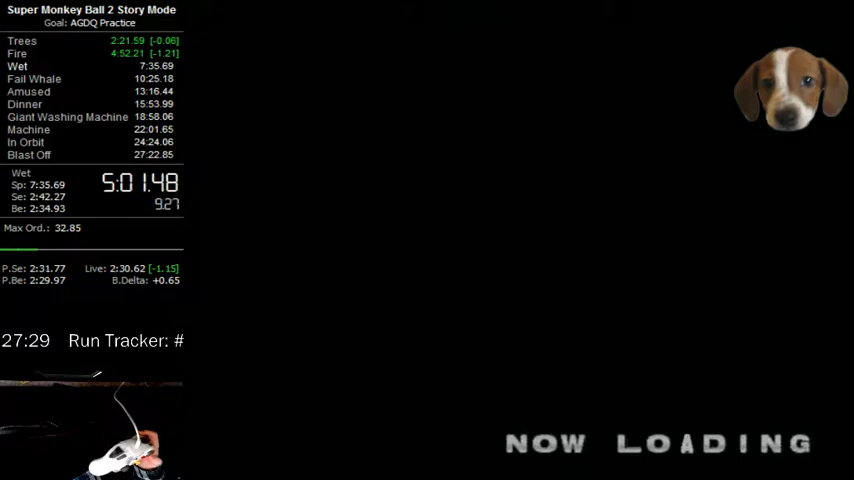 Super Monkey Ball 2 Story Mode
Goal: AGDQ Practice
Trees 2:21.59 [-0.06]
Fire 4:52.21 [-1.21]
Wet 7:35.69
Fail Whale 10:25.18
Amused 13:16.44
Dinner 15:53.99
Giant Washing Machine 18:58.06
Machine 22:01.65
In Orbit 24:24.06
Blast Off 27:22.85
Wet
Sp: 7:35.69
Se: 2:42.27
Be: 2:34.93
5:01.48
9.27
Max Ord.: 32.85
P.Se: 2:31.77 Live: 2:30.62 [-1.15]
P.Be: 2:29.97 B.Delta: +0.65
27:29 Run Tracker: #
NOW LOADING